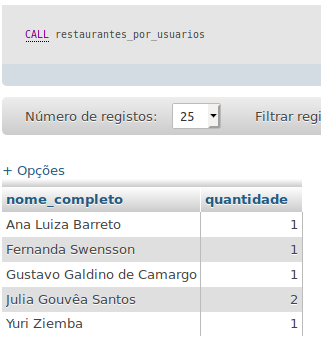 CALL restaurantes_por_usuarios
Número de registos: 25 Filtrar regi
+ Opções
nome_completo quantidade
Ana Luiza Barreto 1
Fernanda Swensson 1
Gustavo Galdino de Camargo 1
Julia Gouvêa Santos 2
Yuri Ziemba 1